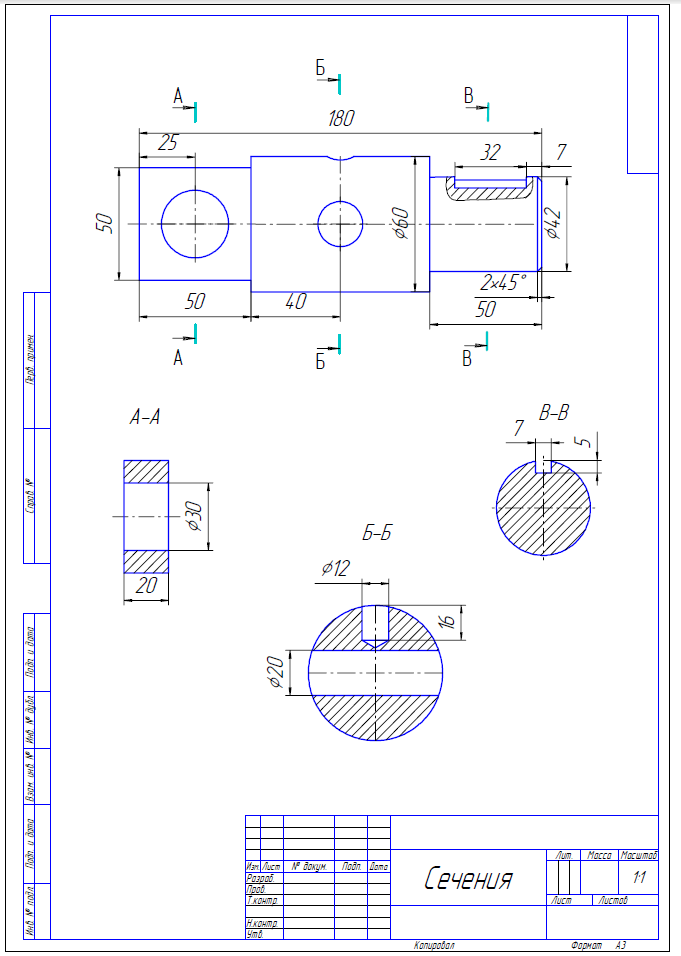 А
Б
В
180
25
32
7
50
⌀60
⌀42
2×45°
50
40
50
А
Б
В
А–А
В–В
7
5
⌀30
20
Б–Б
⌀12
16
⌀20
Перв. примен.
Справ. №
Подп. и дата
Инв. № дубл.
Взам. инв. №
Подп. и дата
Инв. № подл.
Изм. Лист № докум. Подп. Дата
Разраб.
Пров.
Т.контр.
Н.контр.
Утв.
Сечения
Лит. Масса Масштаб
1:1
Лист Листов
Копировал Формат А3